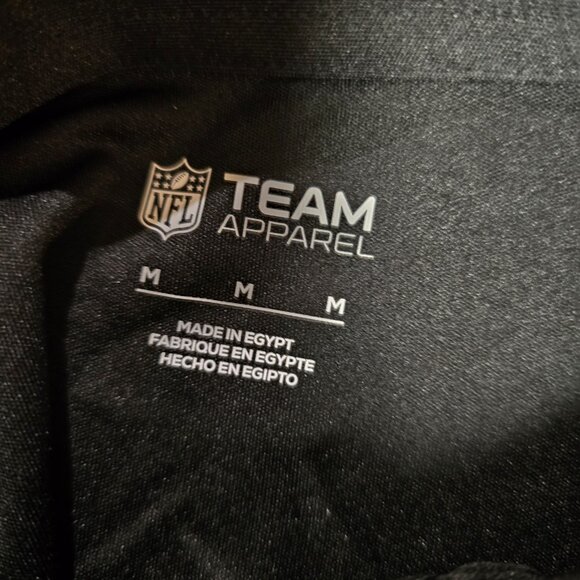 NFL
TEAM
APPAREL
M M M
MADE IN EGYPT
FABRIQUE EN EGYPTE
HECHO EN EGIPTO